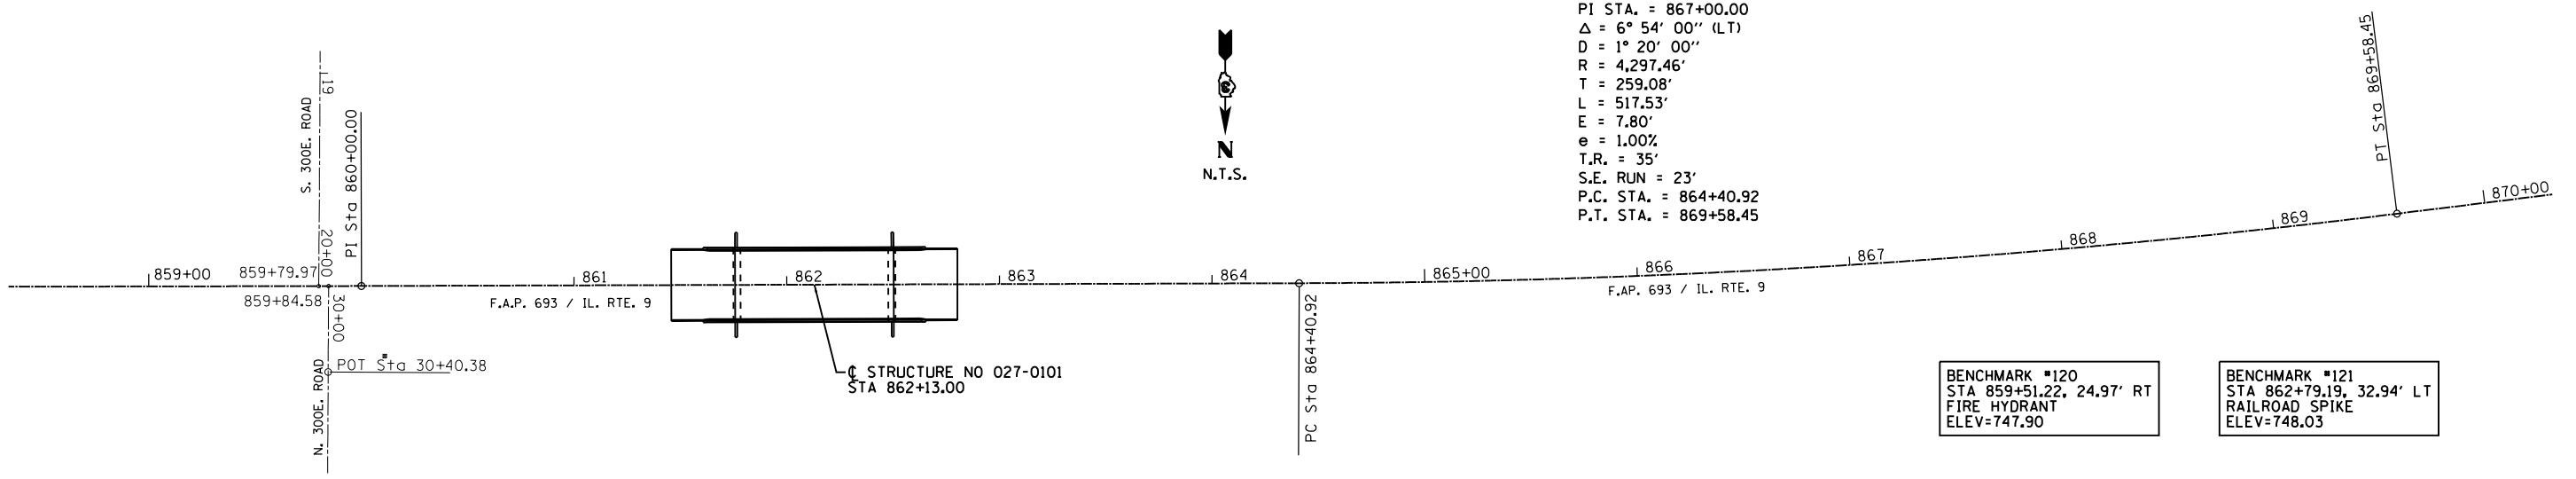 PI STA. = 867+00.00
Δ = 6° 54' 00'' (LT)
D = 1° 20' 00''
R = 4,297.46'
T = 259.08'
L = 517.53'
E = 7.80'
e = 1.00%
T.R. = 35'
S.E. RUN = 23'
P.C. STA. = 864+40.92
P.T. STA. = 869+58.45
N
N.T.S.
19
S. 300E. ROAD
PI Sta 860+00.00
20+00
859+79.97
859+84.58
30+00
N. 300E. ROAD
POT Sta 30+40.38
859+00
861
862
863
864
865+00
866
867
868
869
870+00
F.A.P. 693 / IL. RTE. 9
F.AP. 693 / IL. RTE. 9
℄ STRUCTURE NO 027-0101
STA 862+13.00
PC Sta 864+40.92
PT Sta 869+58.45
BENCHMARK #120
STA 859+51.22, 24.97' RT
FIRE HYDRANT
ELEV=747.90
BENCHMARK #121
STA 862+79.19, 32.94' LT
RAILROAD SPIKE
ELEV=748.03